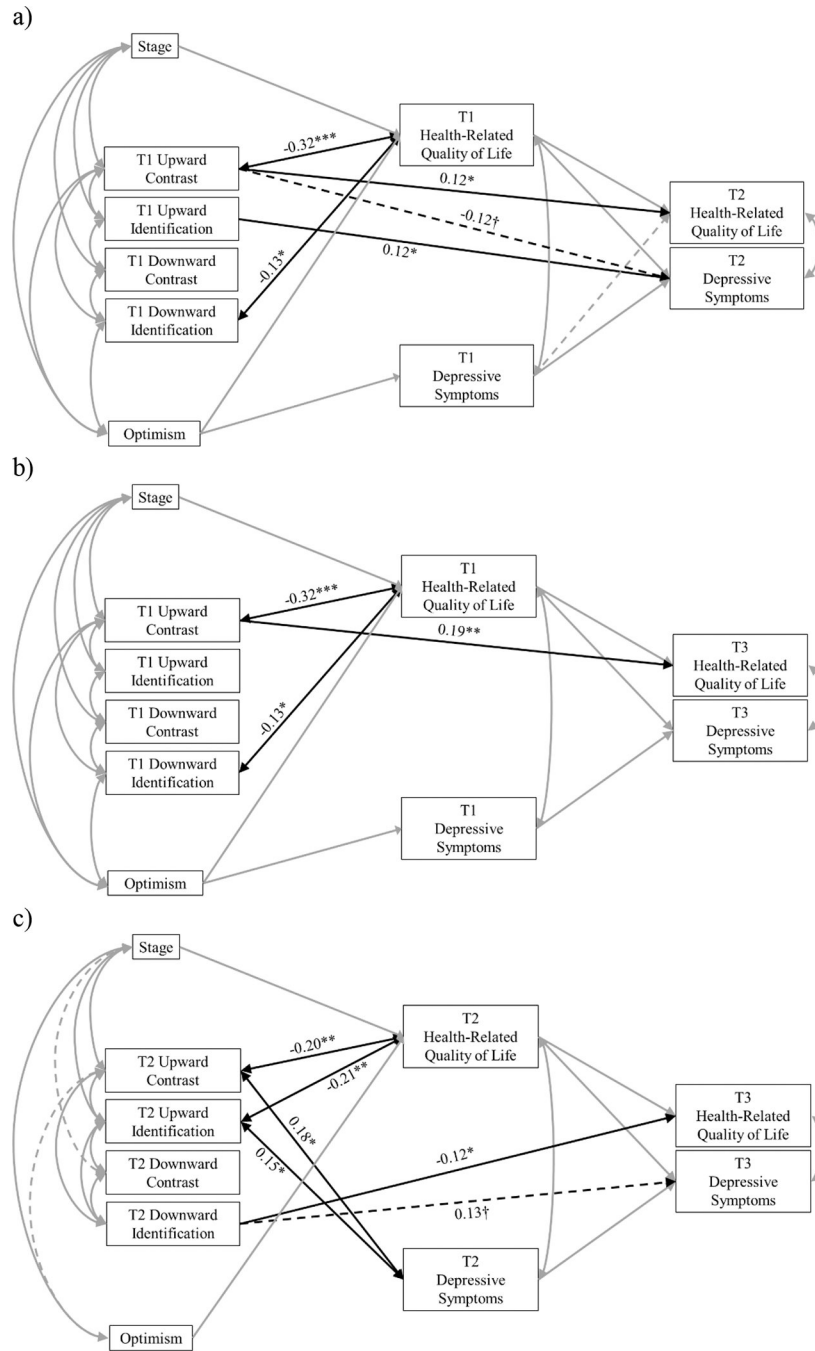 a)
Stage
T1
Health-Related
Quality of Life
-0.32***
T1 Upward
Contrast
0.12*
T2
Health-Related
Quality of Life
-0.12†
T1 Upward
Identification
0.12*
T2
Depressive
Symptoms
-0.13*
T1 Downward
Contrast
T1 Downward
Identification
T1
Depressive
Symptoms
Optimism
b)
Stage
T1
Health-Related
Quality of Life
-0.32***
T1 Upward
Contrast
0.19**
T3
Health-Related
Quality of Life
T1 Upward
Identification
-0.13*
T1 Downward
Contrast
T3
Depressive
Symptoms
T1 Downward
Identification
T1
Depressive
Symptoms
Optimism
c)
Stage
T2
Health-Related
Quality of Life
-0.20**
T2 Upward
Contrast
-0.21**
T2 Upward
Identification
T3
Health-Related
Quality of Life
0.18*
0.15*
-0.12*
T2 Downward
Contrast
T3
Depressive
Symptoms
T2 Downward
Identification
0.13†
T2
Depressive
Symptoms
Optimism